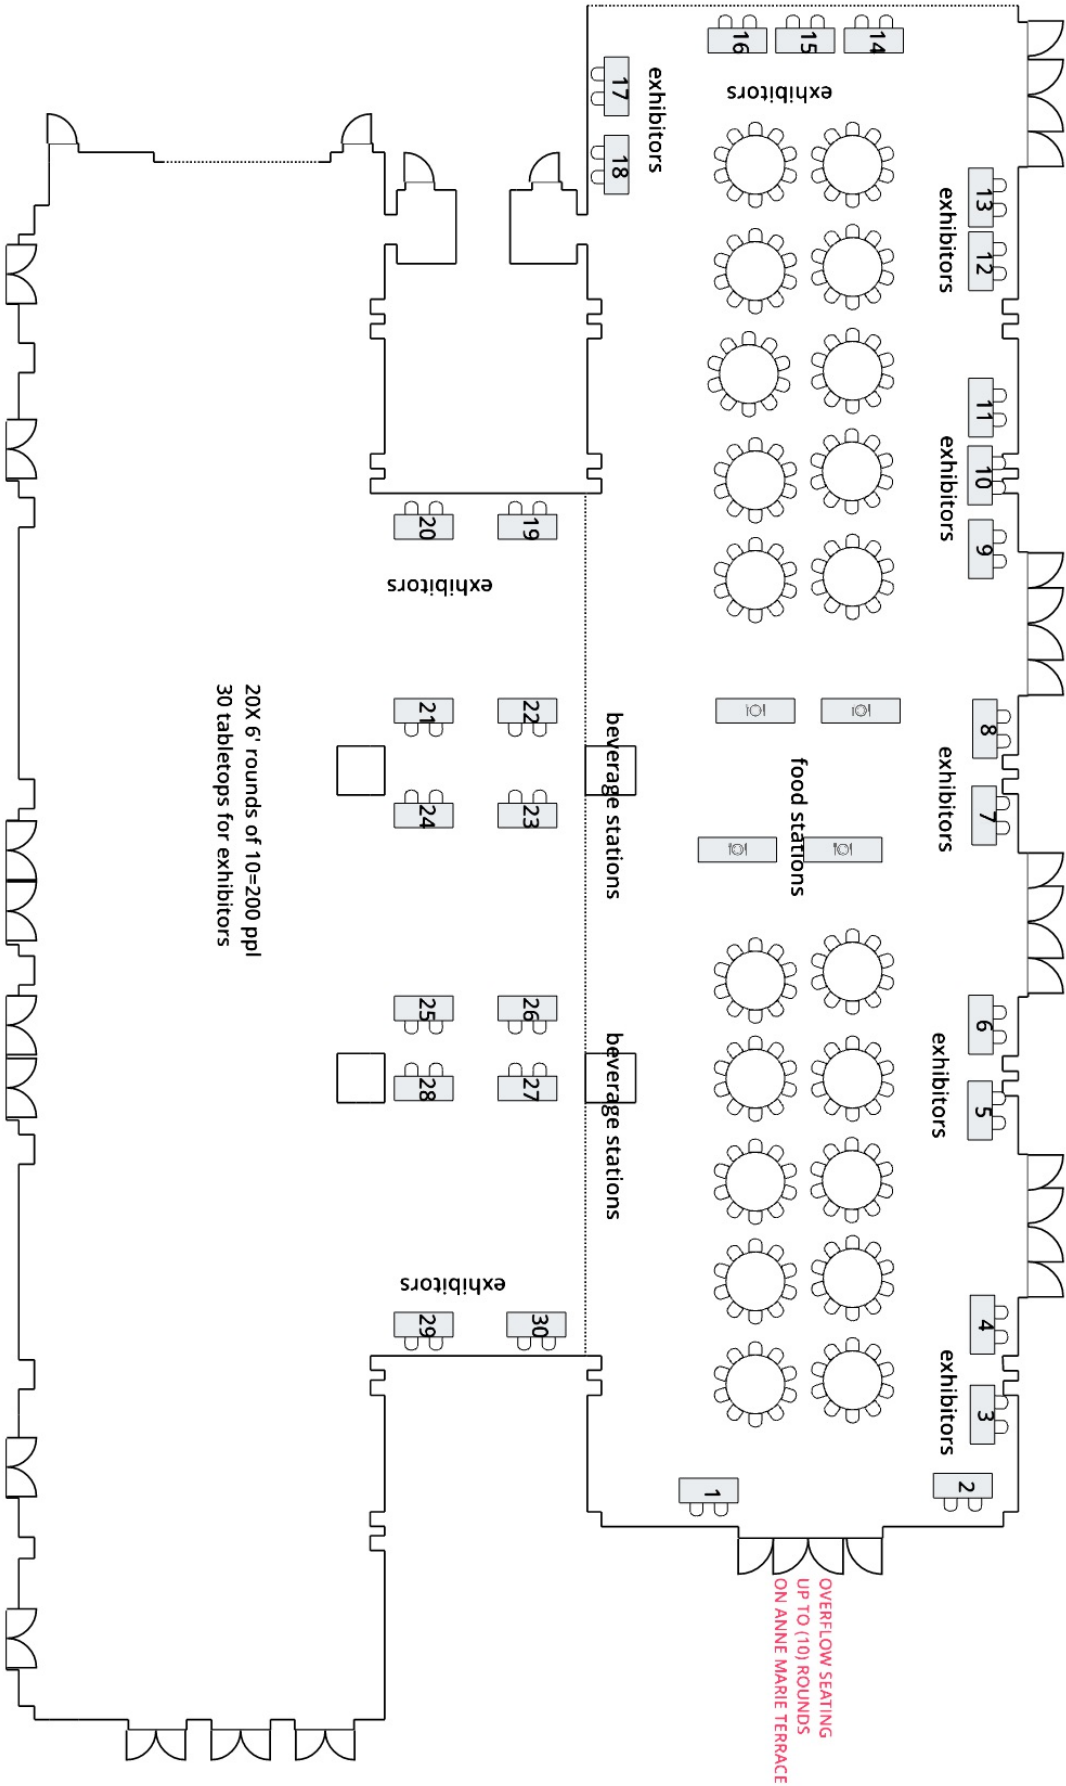 16
15
14
exhibitors
17
18
exhibitors
13
12
exhibitors
11
10
9
exhibitors
20
19
exhibitors
21
22
24
23
beverage stations
food stations
8
7
exhibitors
20X 6' rounds of 10=200 ppl
30 tabletops for exhibitors
25
26
28
27
beverage stations
6
5
exhibitors
exhibitors
29
30
4
3
exhibitors
1
2
OVERFLOW SEATING
UP TO (10) ROUNDS
ON ANNE MARIE TERRACE